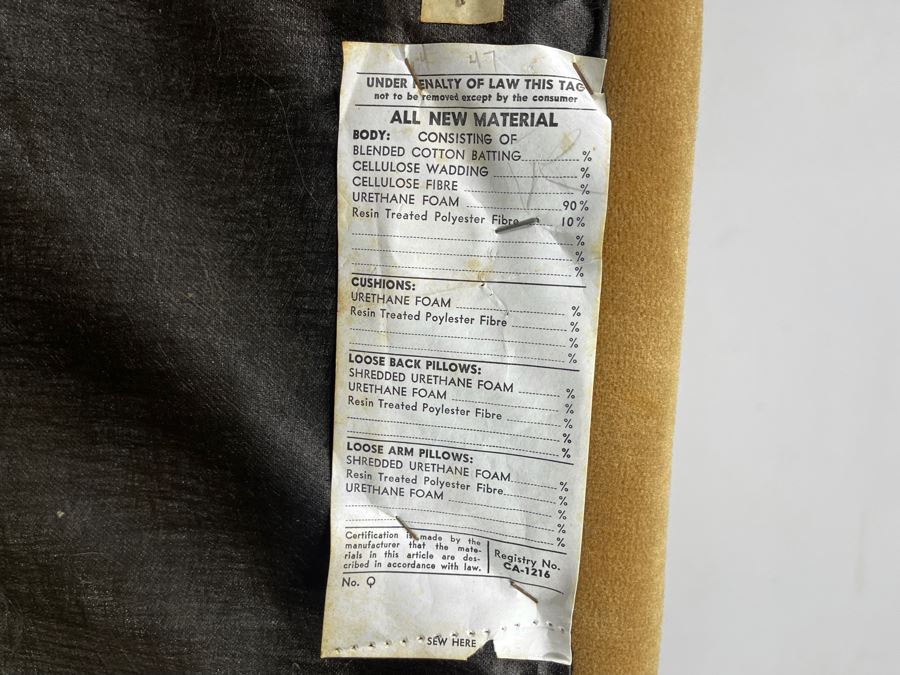 UNDER PENALTY OF LAW THIS TAG
not to be removed except by the consumer
ALL NEW MATERIAL
BODY: CONSISTING OF
BLENDED COTTON BATTING %
CELLULOSE WADDING %
CELLULOSE FIBRE %
URETHANE FOAM 90%
Resin Treated Polyester Fibre 10%
%
%
%
CUSHIONS:
URETHANE FOAM %
Resin Treated Poylester Fibre %
%
%
LOOSE BACK PILLOWS:
SHREDDED URETHANE FOAM %
URETHANE FOAM %
Resin Treated Poylester Fibre %
%
%
LOOSE ARM PILLOWS:
SHREDDED URETHANE FOAM %
Resin Treated Polyester Fibre %
URETHANE FOAM %
%
%
Certification is made by the
manufacturer that the mate-
rials in this article are des-
cribed in accordance with law.
Registry No.
CA-1216
No. Q
SEW HERE